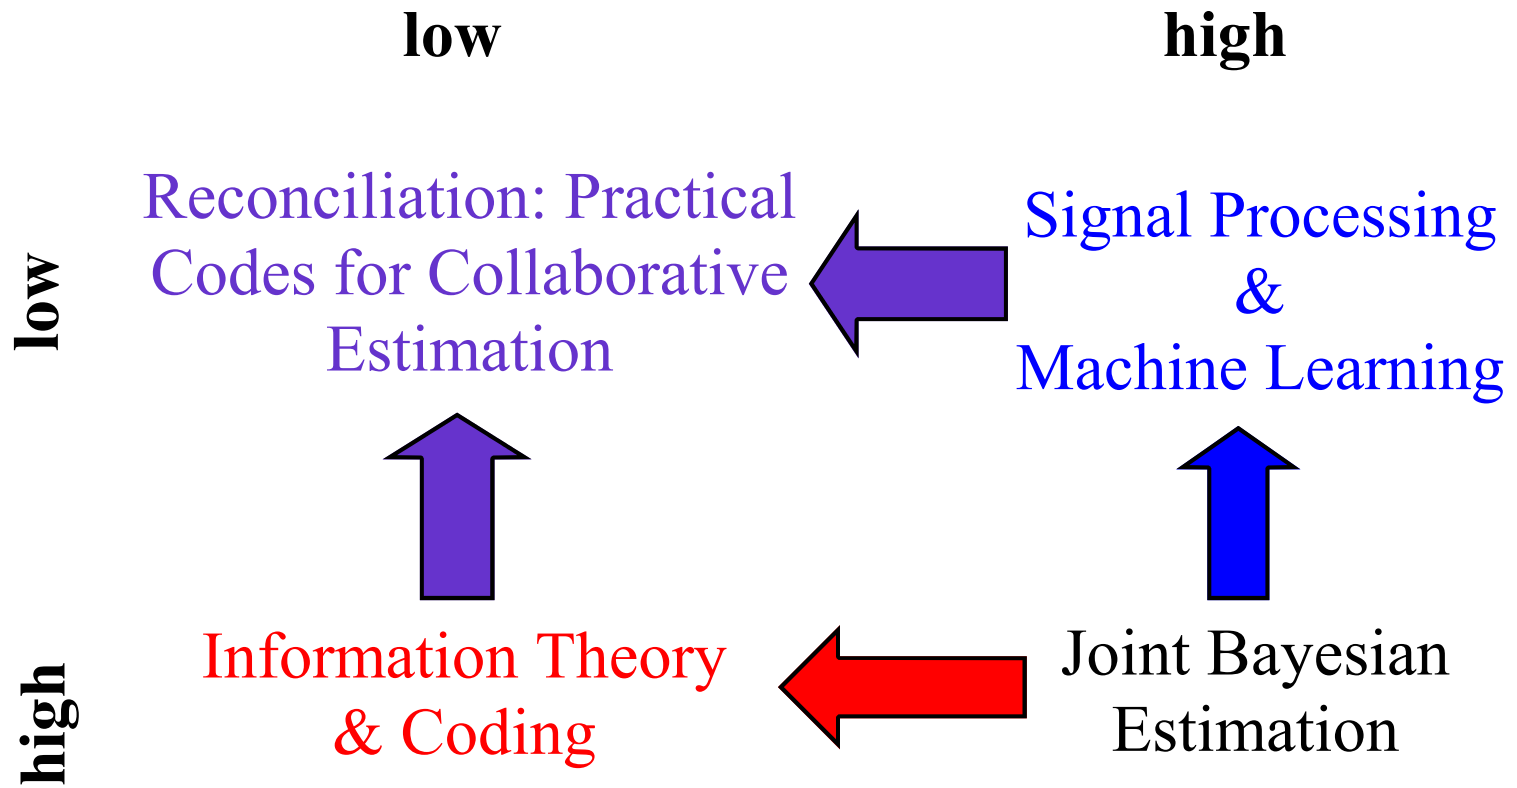 low
high
low
Reconciliation: Practical
Codes for Collaborative
Estimation
Signal Processing
&
Machine Learning
high
Information Theory
& Coding
Joint Bayesian
Estimation